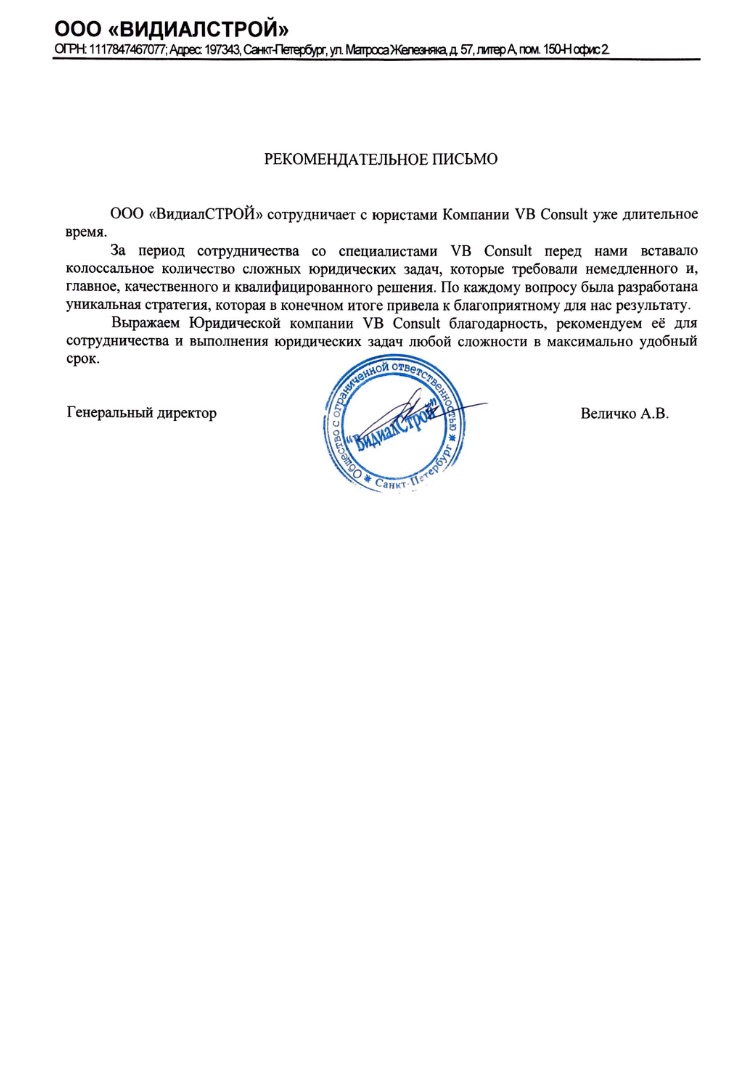 ООО «ВИДИАЛСТРОЙ»
ОГРН: 1117847467077; Адрес: 197343, Санкт-Петербург, ул. Матроса Железняка, д. 57, литер А, пом. 150-Н офис 2.
РЕКОМЕНДАТЕЛЬНОЕ ПИСЬМО
ООО «ВидиалСТРОЙ» сотрудничает с юристами Компании VB Consult уже длительное
время.
За период сотрудничества со специалистами VB Consult перед нами вставало
колоссальное количество сложных юридических задач, которые требовали немедленного и,
главное, качественного и квалифицированного решения. По каждому вопросу была разработана
уникальная стратегия, которая в конечном итоге привела к благоприятному для нас результату.
Выражаем Юридической компании VB Consult благодарность, рекомендуем её для
сотрудничества и выполнения юридических задач любой сложности в максимально удобный
срок.
Генеральный директор
Общество с ограниченной ответственностью
"ВидиалСтрой"
Санкт-Петербург
Величко А.В.